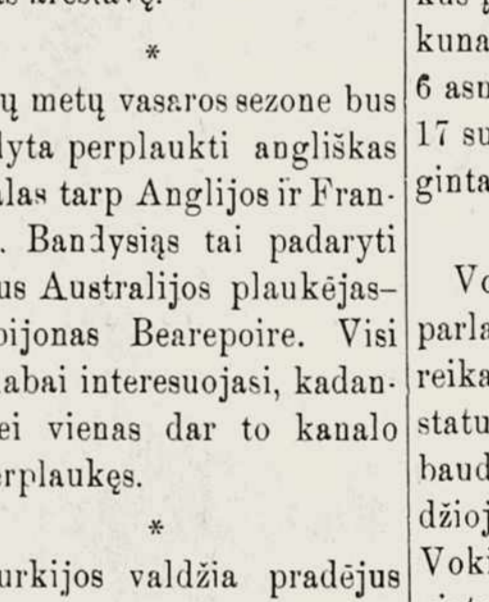 *
ų metų vasaros sezone bus
dyta perplaukti angliškas
alas tarp Anglijos ir Fran-
. Bandysiąs tai padaryti
us Australijos plaukėjas–
pijonas Bearepoire. Visi
labai interesuojasi, kadan-
ei vienas dar to kanalo
erplaukęs.
*
urkijos valdžia pradėjus
kuna
6 asm
17 su
ginta
Vo
parla
reika
statu
baud
džioj
Voki